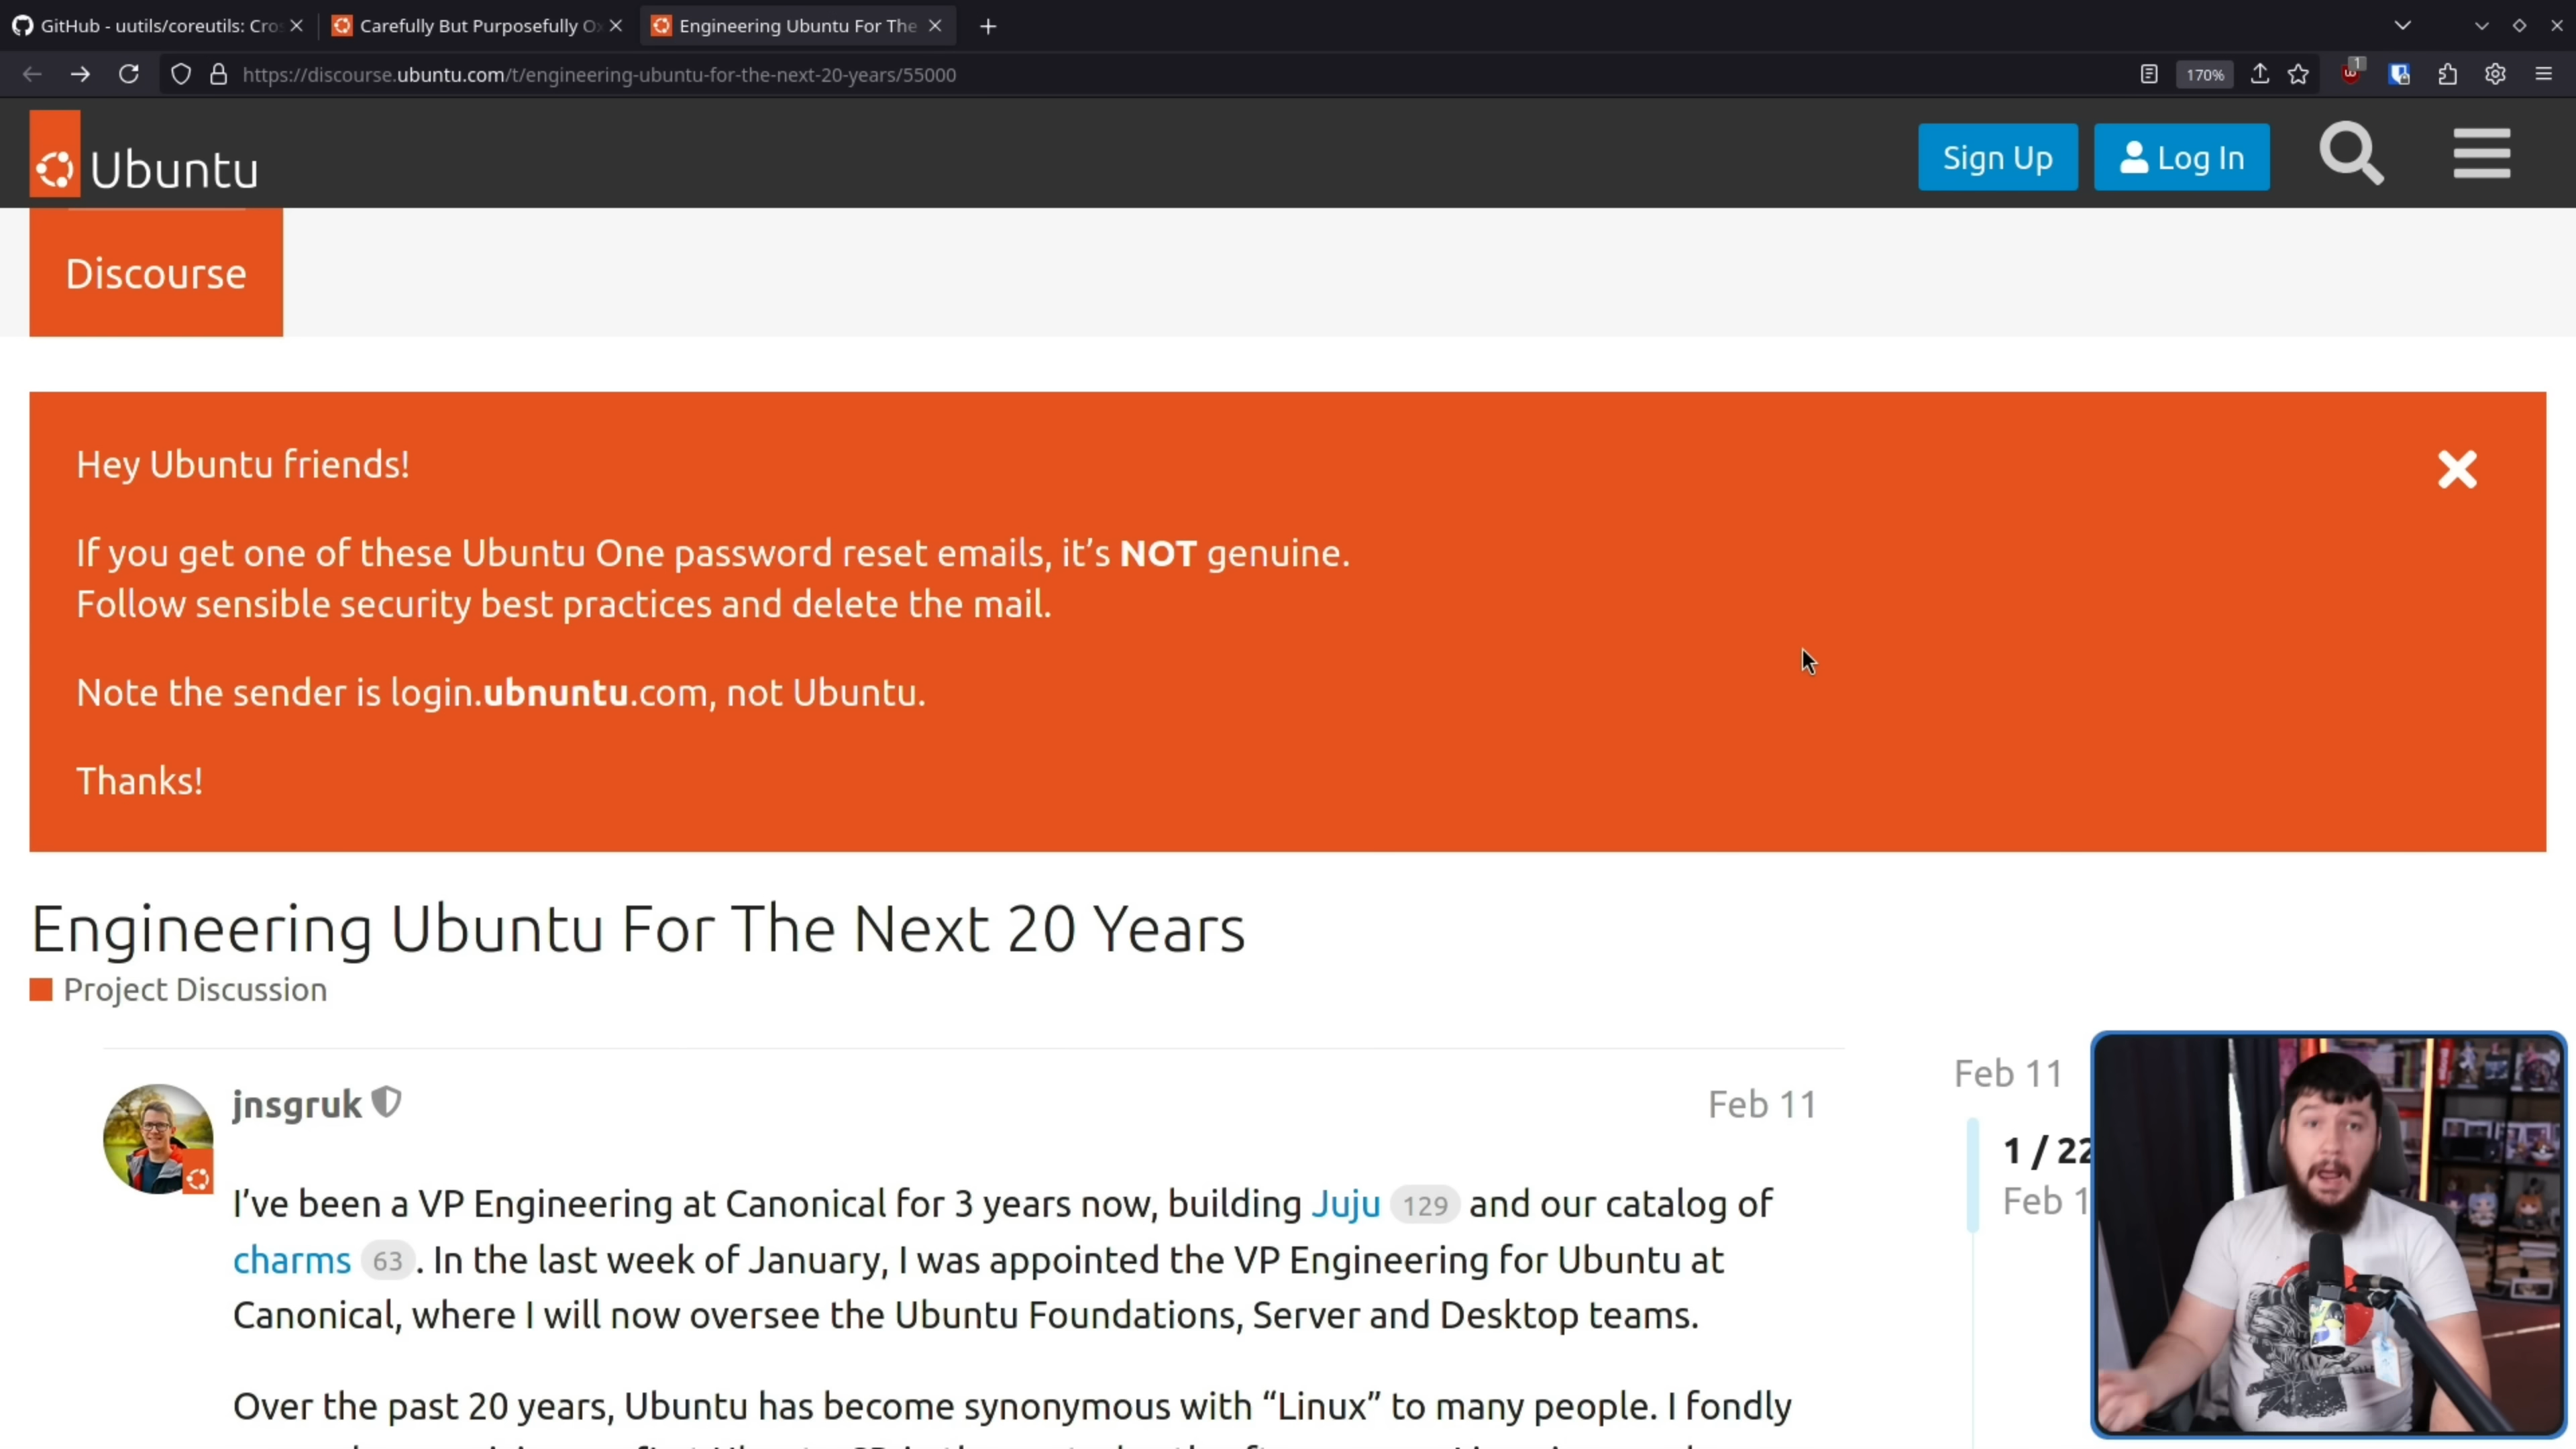 GitHub - uutils/coreutils: Cro
Carefully But Purposefully O
Engineering Ubuntu For The
https://discourse.ubuntu.com/t/engineering-ubuntu-for-the-next-20-years/55000
170%
1
Ubuntu
Sign Up
Log In
Discourse
Hey Ubuntu friends!
If you get one of these Ubuntu One password reset emails, it's NOT genuine.
Follow sensible security best practices and delete the mail.
Note the sender is login.ubnuntu.com, not Ubuntu.
Thanks!
Engineering Ubuntu For The Next 20 Years
Project Discussion
jnsgruk
Feb 11
Feb 11
1 / 22
Feb 1
I've been a VP Engineering at Canonical for 3 years now, building Juju 129 and our catalog of
charms 63. In the last week of January, I was appointed the VP Engineering for Ubuntu at
Canonical, where I will now oversee the Ubuntu Foundations, Server and Desktop teams.
Over the past 20 years, Ubuntu has become synonymous with “Linux” to many people. I fondly